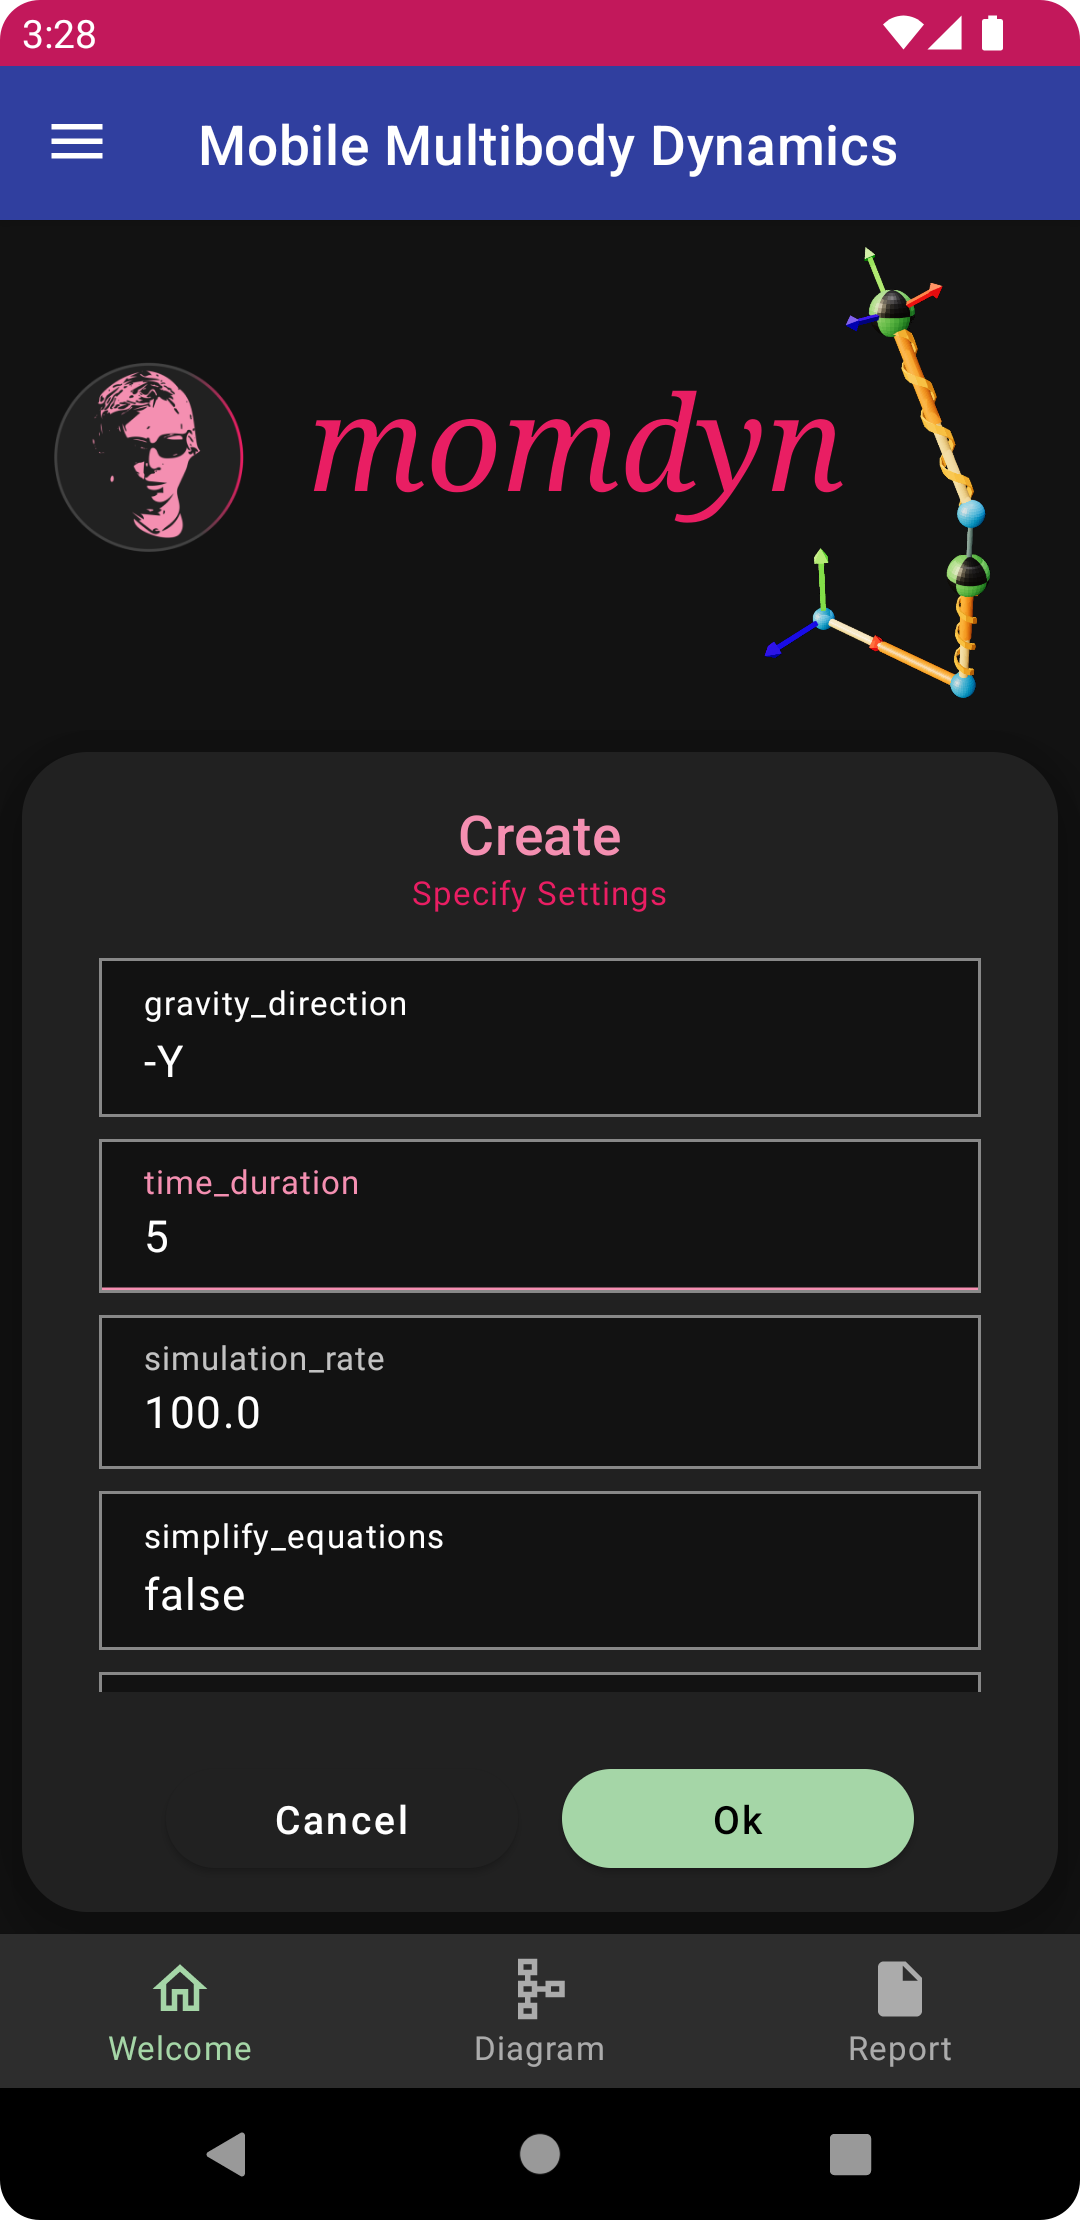 3:28
Mobile Multibody Dynamics
momdyn
Create
Specify Settings
gravity_direction
-Y
time_duration
5
simulation_rate
100.0
simplify_equations
false
Cancel
Ok
Welcome
Diagram
Report